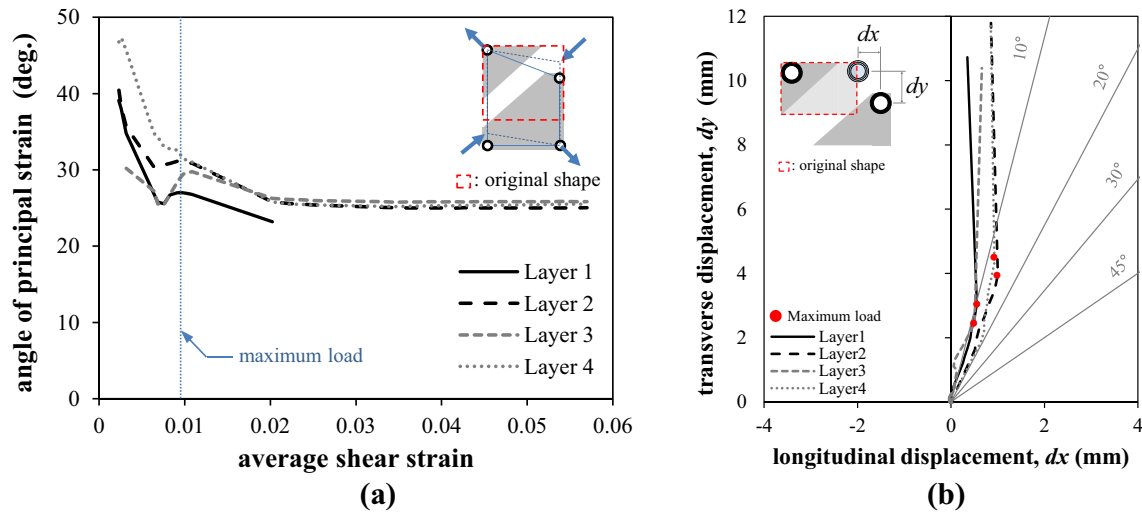 angle of principal strain (deg.)
50
40
30
20
10
0
: original shape
Layer 1
Layer 2
Layer 3
Layer 4
maximum load
0
0.01
0.02
0.03
0.04
0.05
0.06
average shear strain
(a)
transverse displacement, dy (mm)
12
10
8
6
4
2
0
dx
dy
: original shape
10°
20°
30°
45°
Maximum load
Layer1
Layer2
Layer3
Layer4
-4
-2
0
2
4
longitudinal displacement, dx (mm)
(b)